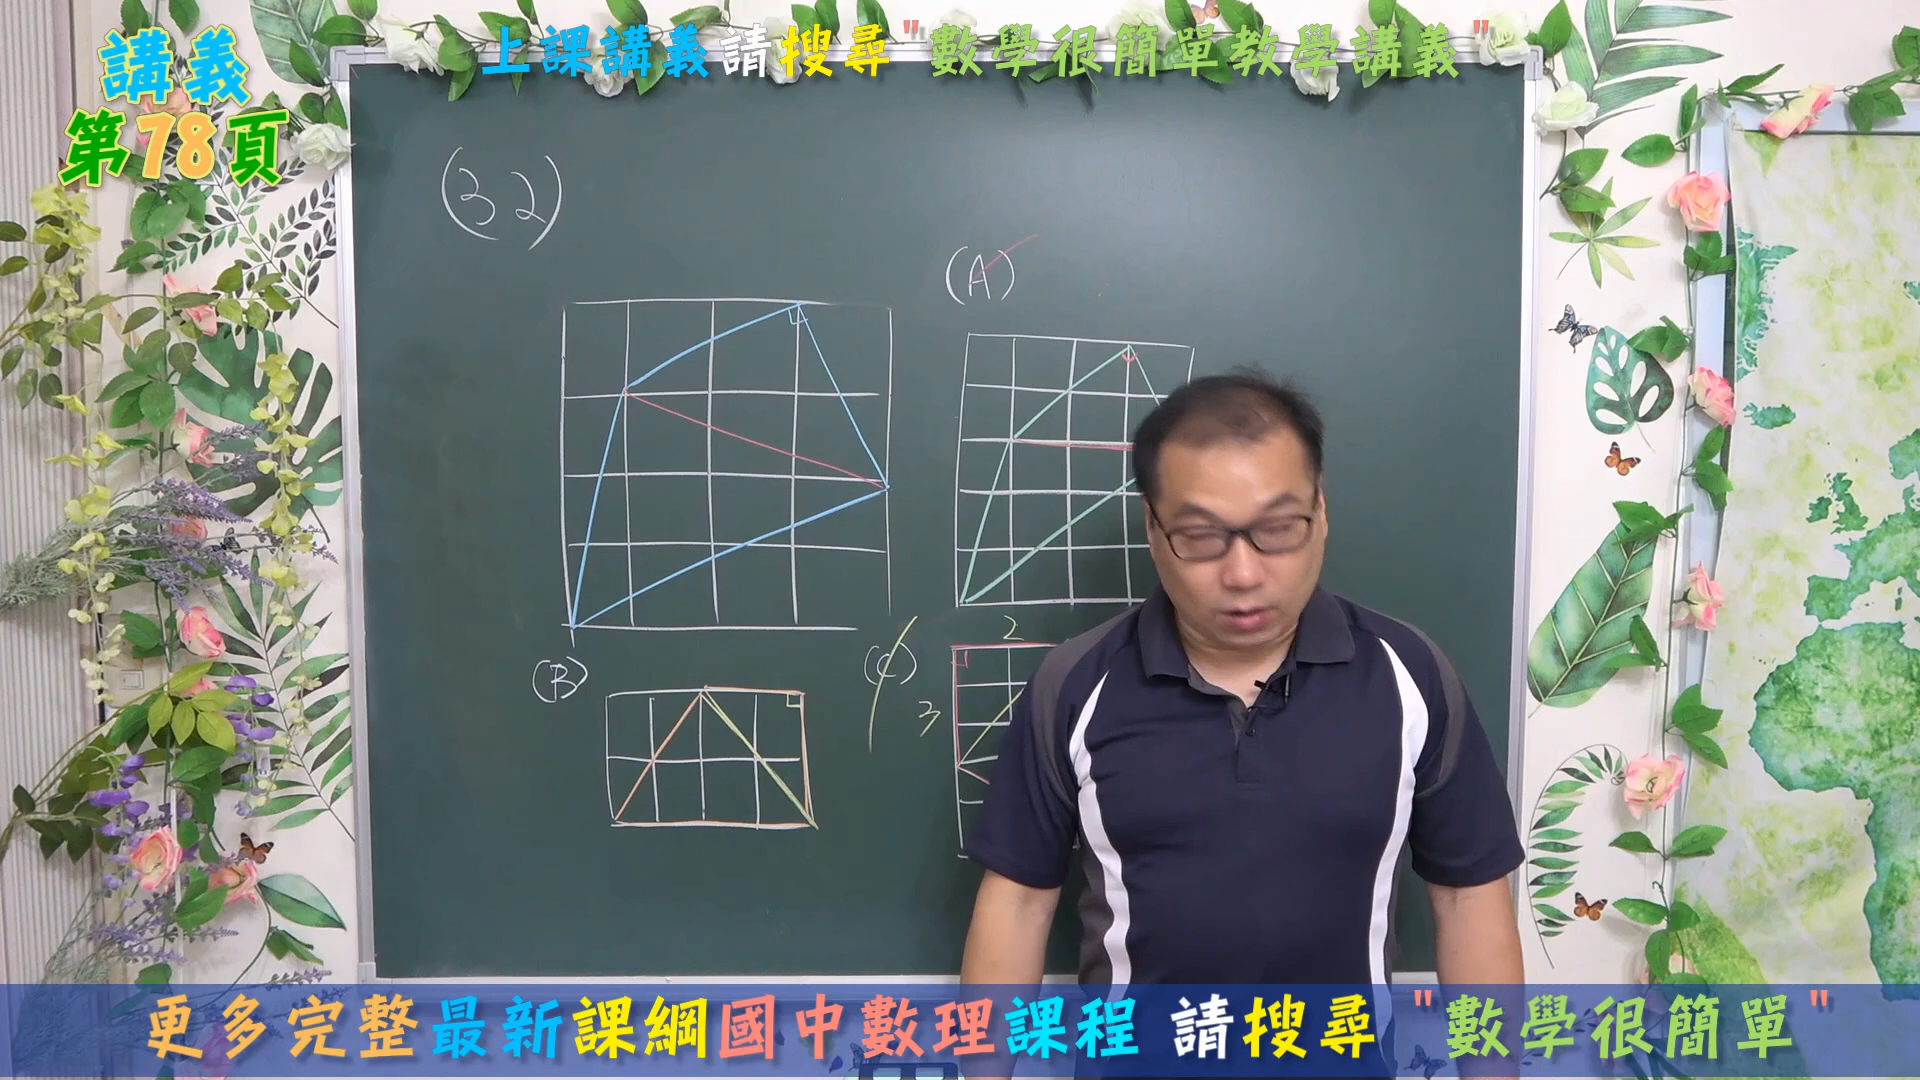 上課講義請搜尋"數學很簡單教學講義"
講義
第78頁
(32)
(A)
(B)
(C)
2
3
更多完整最新課綱國中數理課程 請搜尋 "數學很簡單"